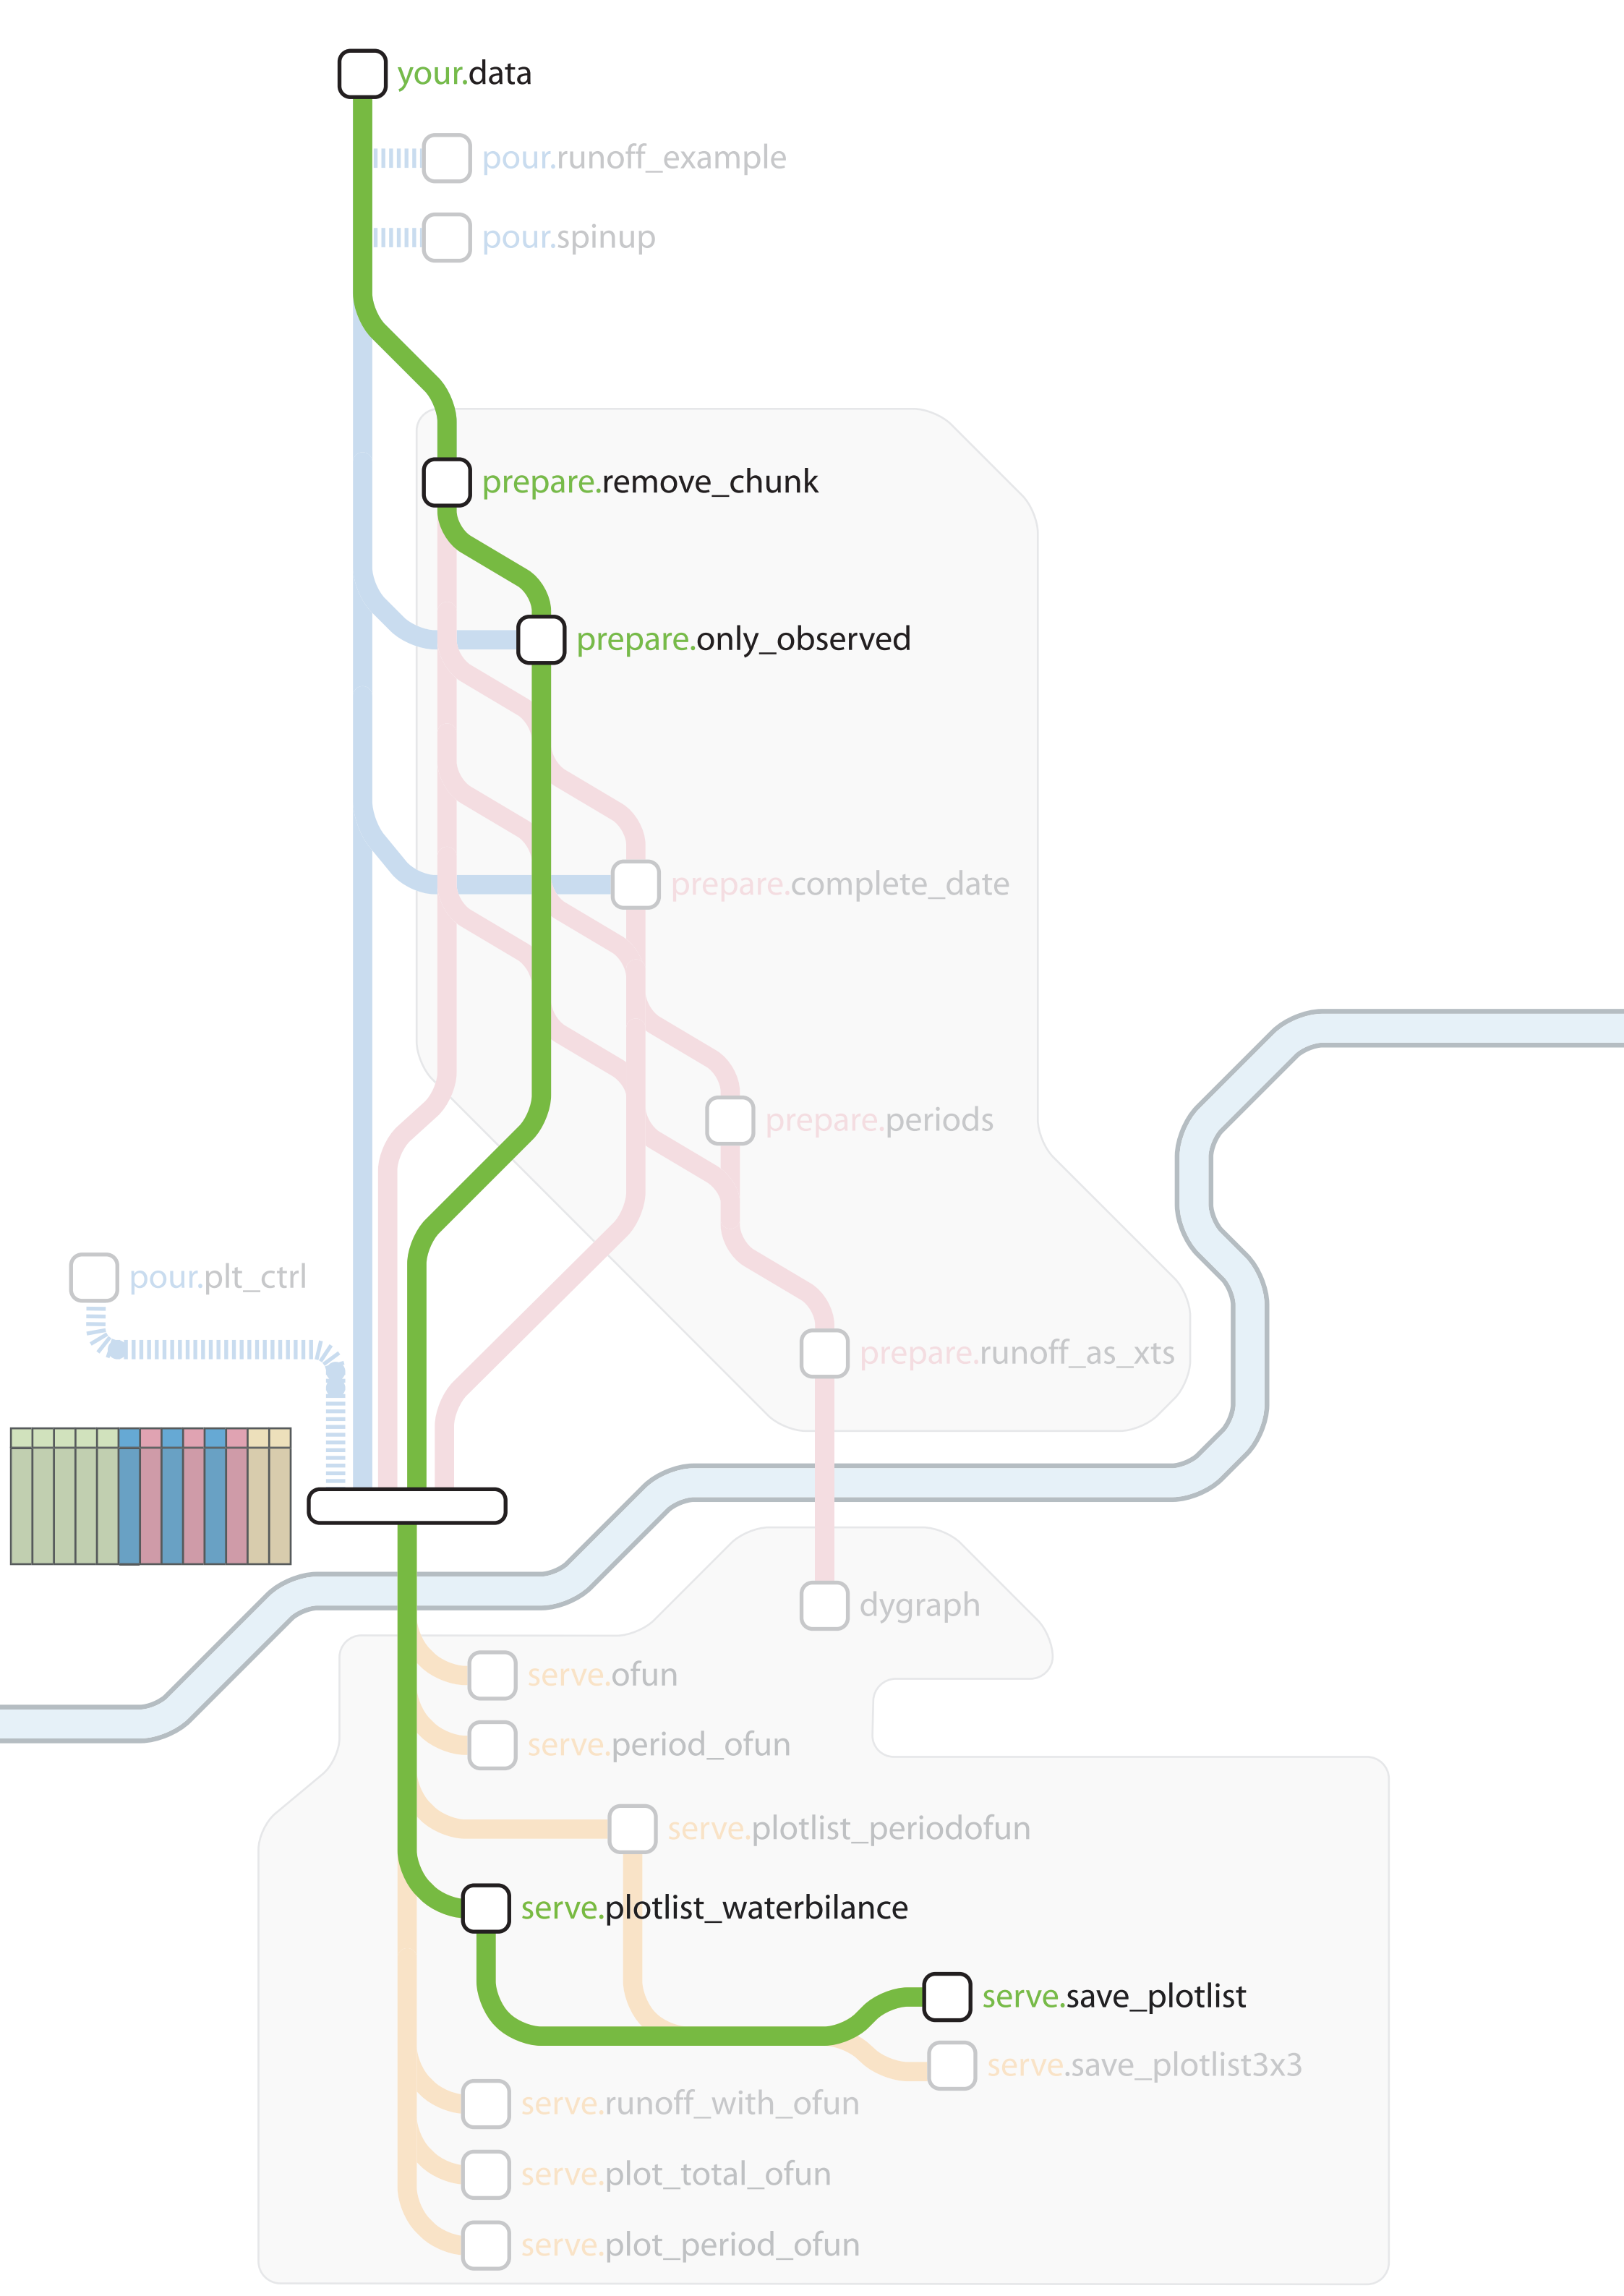 your.data
pour.runoff_example
pour.spinup
prepare.remove_chunk
prepare.only_observed
prepare.complete_date
prepare.periods
pour.plt_ctrl
prepare.runoff_as_xts
dygraph
serve.ofun
serve.period_ofun
serve.plotlist_periodofun
serve.plotlist_waterbilance
serve.save_plotlist
serve.save_plotlist3x3
serve.runoff_with_ofun
serve.plot_total_ofun
serve.plot_period_ofun